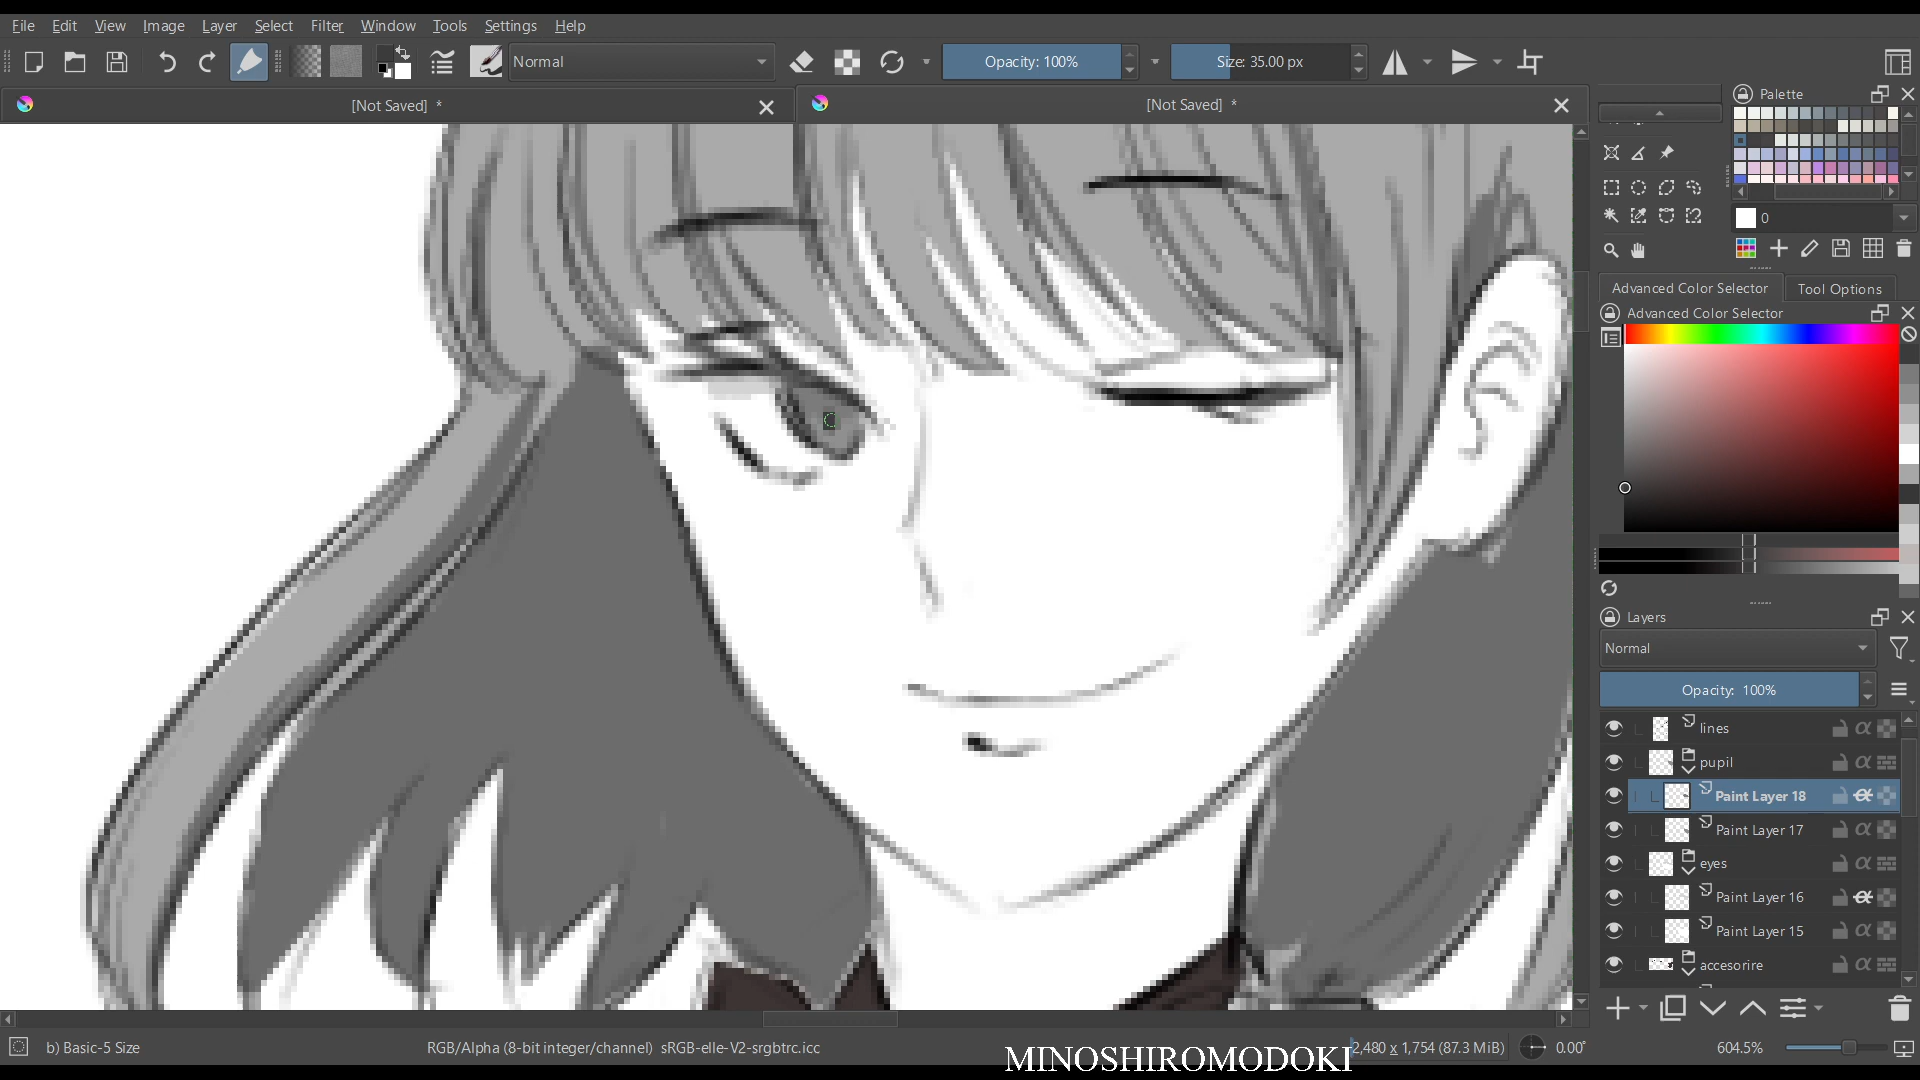 File Edit View Image Layer Select Filter Window Tools Settings Help
Normal
Opacity: 100%
Size: 35.00 px
[Not Saved] *
[Not Saved] *
Palette
0
Advanced Color Selector
Tool Options
Advanced Color Selector
Layers
Normal
Opacity: 100%
lines
pupil
Paint Layer 18
Paint Layer 17
eyes
Paint Layer 16
Paint Layer 15
accesorire
b) Basic-5 Size
RGB/Alpha (8-bit integer/channel) sRGB-elle-V2-srgbtrc.icc
MINOSHIROMODOKI
2,480 x 1,754 (87.3 MiB)
0.00°
604.5%